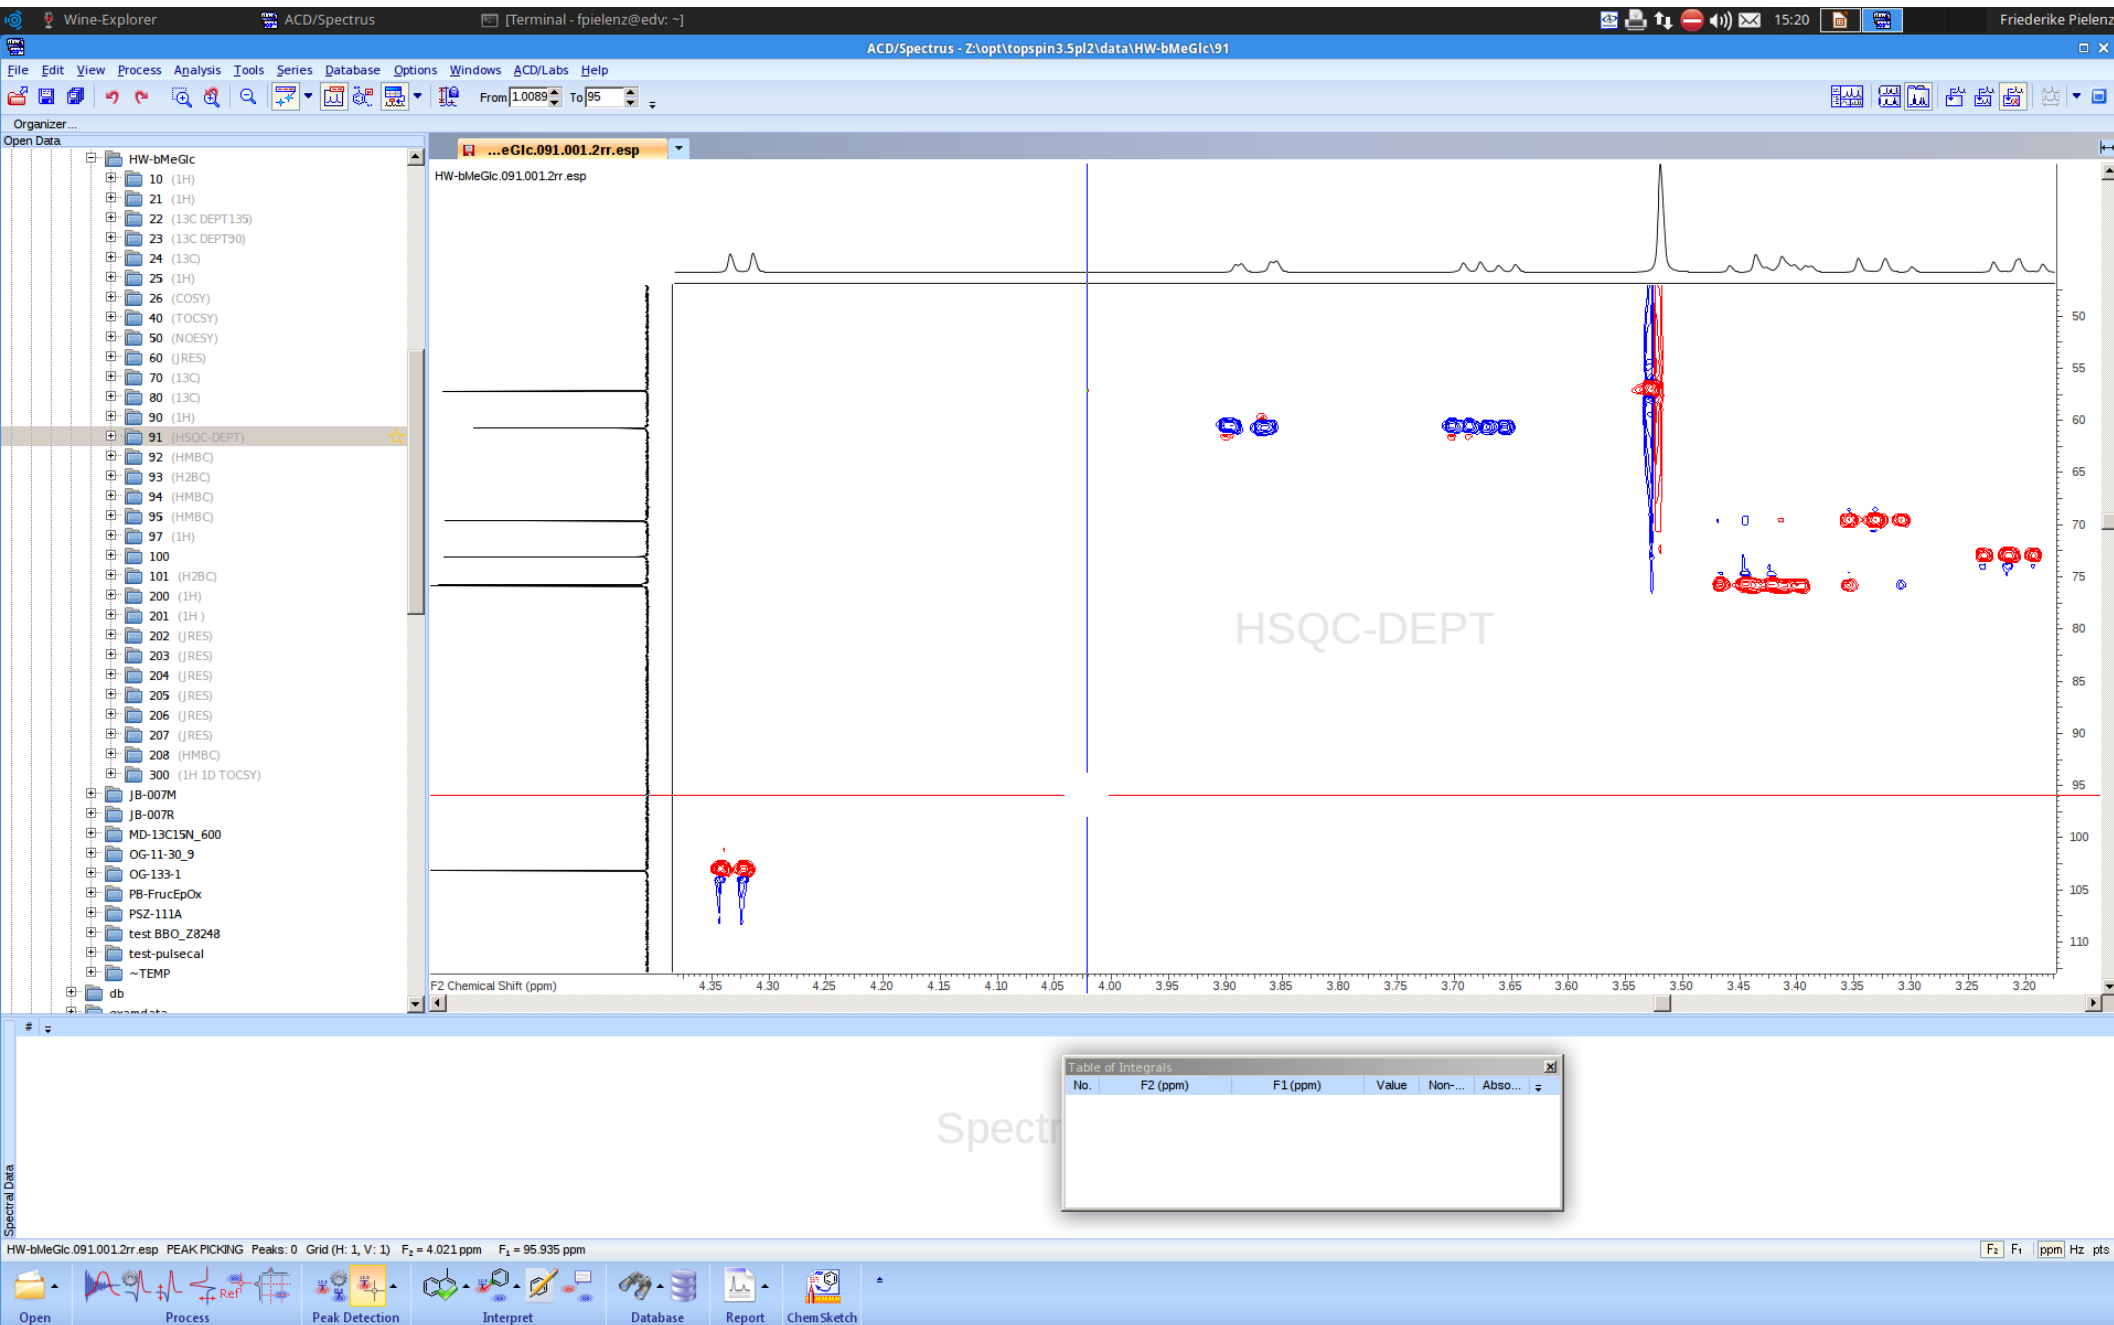 Wine-Explorer ACD/Spectrus [Terminal - fpielenz@edv: ~] 15:20 Friederike Pielenz
ACD/Spectrus - Z:\opt\topspin3.5pl2\data\HW-bMeGlc\91
File Edit View Process Analysis Tools Series Database Options Windows ACD/Labs Help
From 1.0089 To 95
Organizer...
Open Data
HW-bMeGlc
10 (1H)
21 (1H)
22 (13C DEPT135)
23 (13C DEPT90)
24 (13C)
25 (1H)
26 (COSY)
40 (TOCSY)
50 (NOESY)
60 (JRES)
70 (13C)
80 (13C)
90 (1H)
91 (HSQC-DEPT)
92 (HMBC)
93 (H2BC)
94 (HMBC)
95 (HMBC)
97 (1H)
100
101 (H2BC)
200 (1H)
201 (1H )
202 (JRES)
203 (JRES)
204 (JRES)
205 (JRES)
206 (JRES)
207 (JRES)
208 (HMBC)
300 (1H 1D TOCSY)
JB-007M
JB-007R
MD-13C15N_600
OG-11-30_9
OG-133-1
PB-FrucEpOx
PSZ-111A
test BBO_Z8248
test-pulsecal
~TEMP
db
examdata
...eGlc.091.001.2rr.esp
HW-bMeGlc.091.001.2rr.esp
50
55
60
65
70
75
80
85
90
95
100
105
110
HSQC-DEPT
F2 Chemical Shift (ppm) 4.35 4.30 4.25 4.20 4.15 4.10 4.05 4.00 3.95 3.90 3.85 3.80 3.75 3.70 3.65 3.60 3.55 3.50 3.45 3.40 3.35 3.30 3.25 3.20
#
Spectral Data
Spectr
Table of Integrals
No. F2 (ppm) F1 (ppm) Value Non-... Abso...
HW-bMeGlc.091.001.2rr.esp PEAK PICKING Peaks: 0 Grid (H: 1, V: 1) F2 = 4.021 ppm F1 = 95.935 ppm F2 F1 ppm Hz pts
Ref
Open Process Peak Detection Interpret Database Report ChemSketch